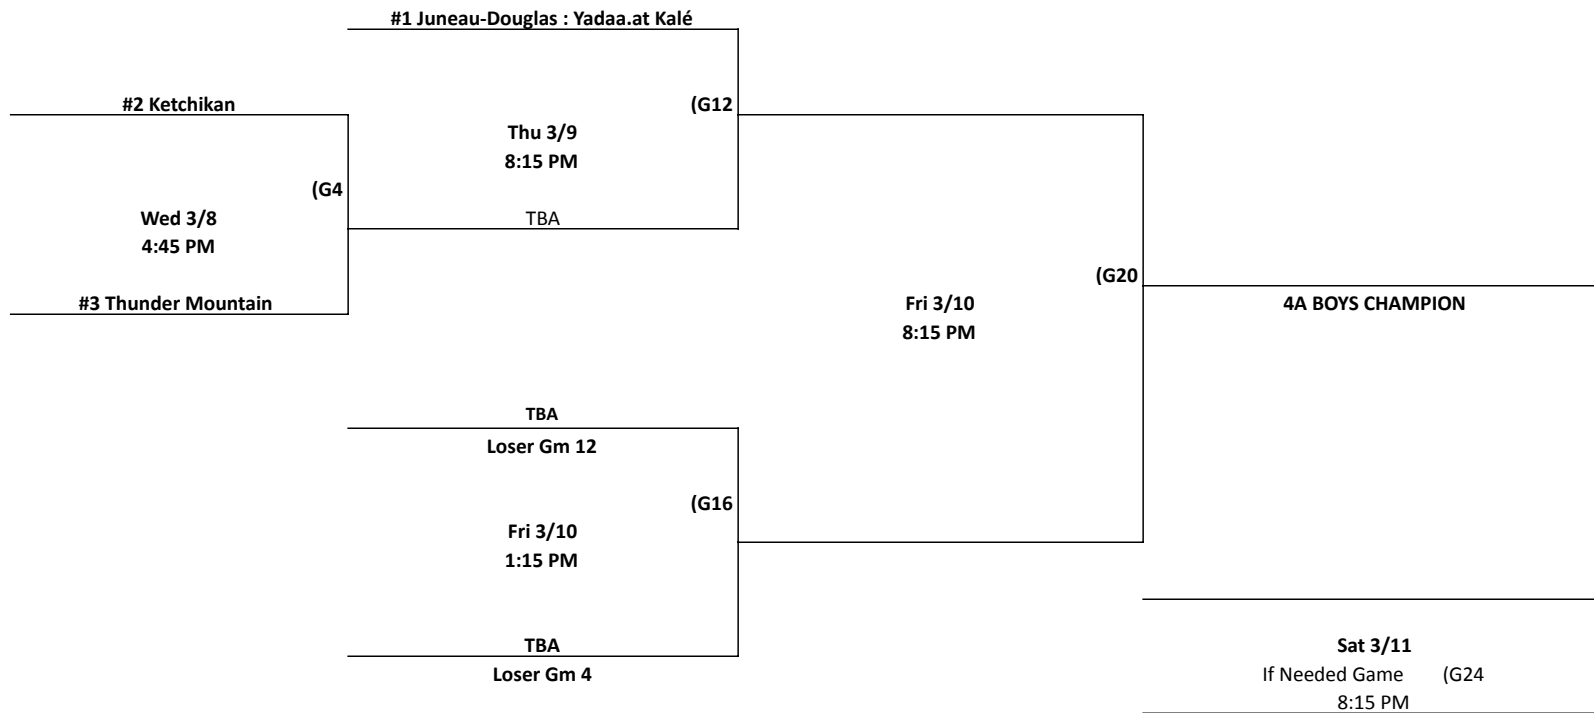 #1 Juneau-Douglas : Yadaa.at Kalé
#2 Ketchikan
(G12
Thu 3/9
8:15 PM
(G4
Wed 3/8
4:45 PM
TBA
#3 Thunder Mountain
(G20
Fri 3/10
8:15 PM
4A BOYS CHAMPION
TBA
Loser Gm 12
(G16
Fri 3/10
1:15 PM
TBA
Loser Gm 4
Sat 3/11
If Needed Game (G24
8:15 PM